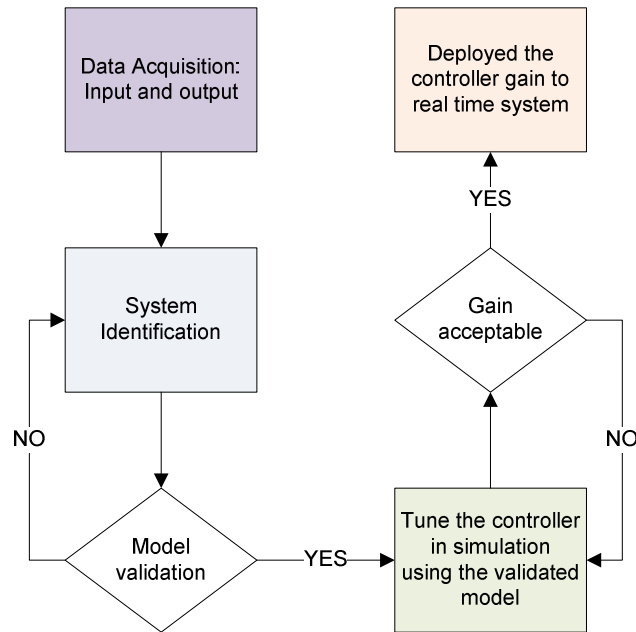 Data Acquisition:
Input and output
System
Identification
NO
Model
validation
YES
Tune the controller
in simulation
using the validated
model
NO
Gain
acceptable
YES
Deployed the
controller gain to
real time system